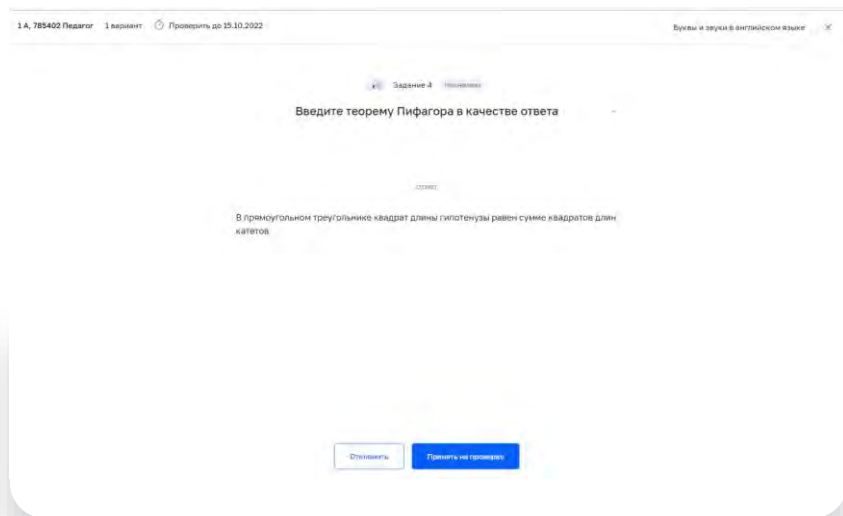 1 А, 785402 Педагог 1 вариант Проверить до 15.10.2022 Буквы и звуки в английском языке
Задание 4
Введите теорему Пифагора в качестве ответа
Ответ
В прямоугольном треугольнике квадрат длины гипотенузы равен сумме квадратов длин
катетов
Отклонить Принять на проверку